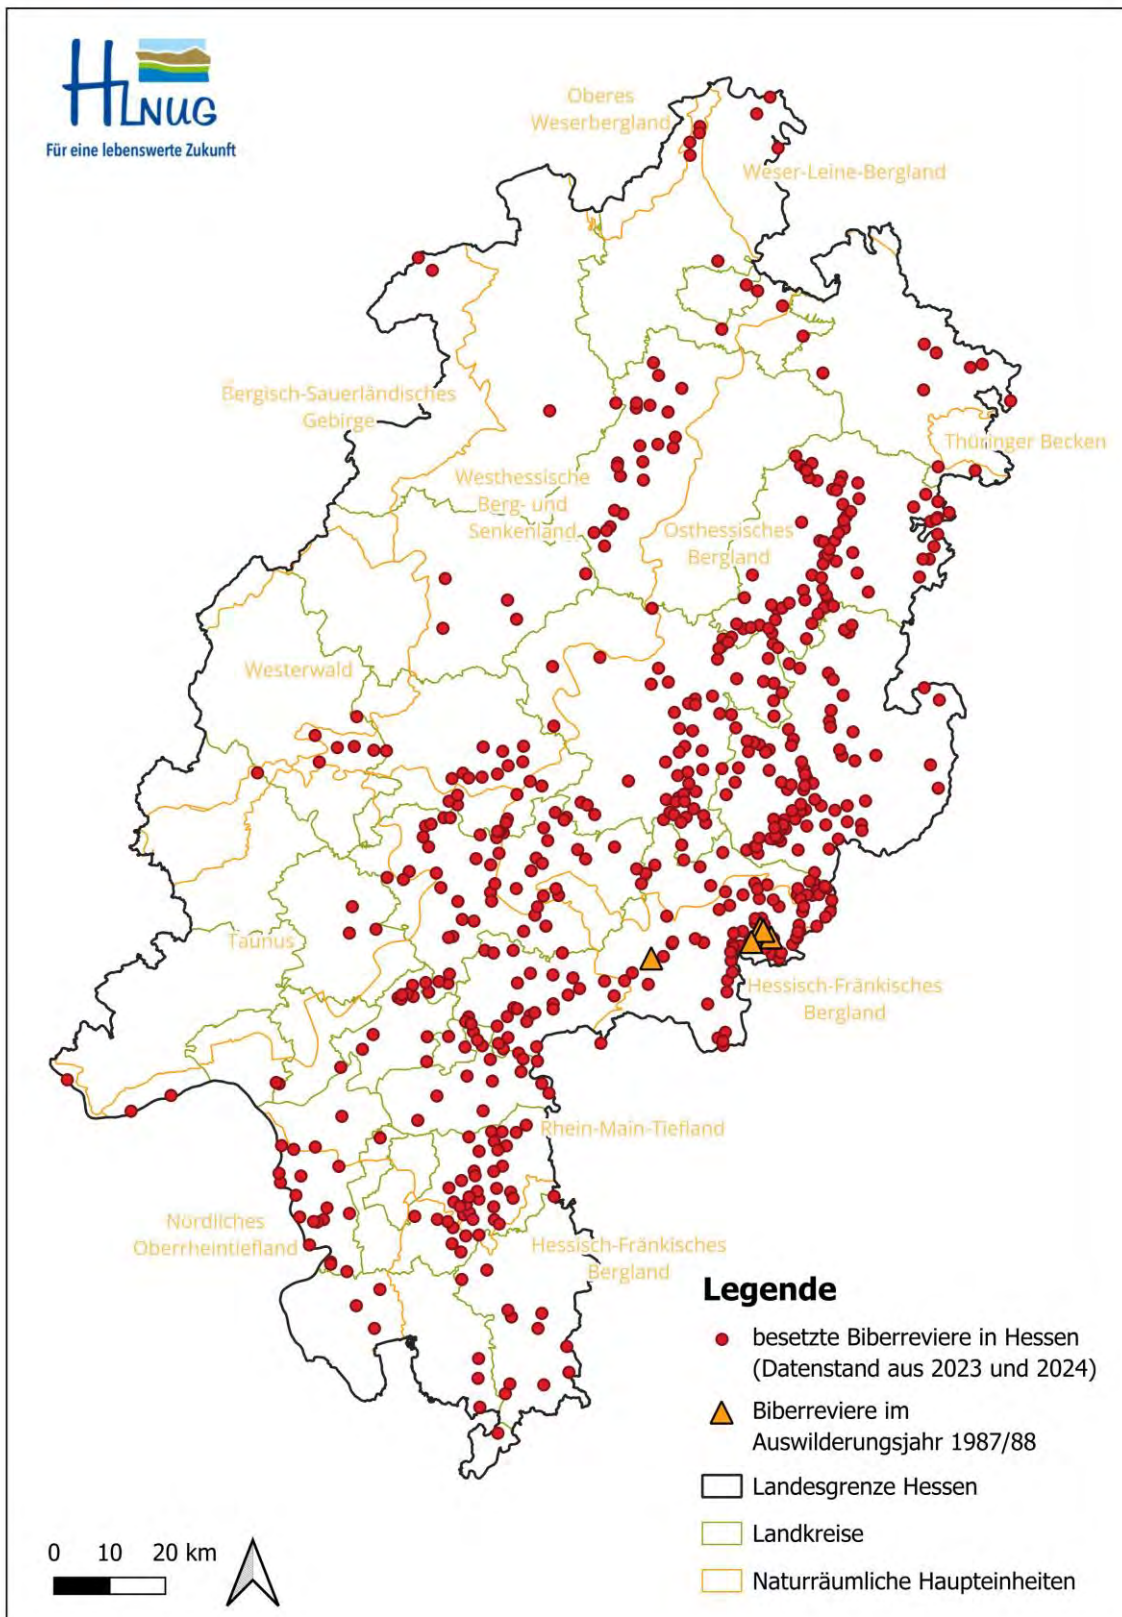 HLNUG
Für eine lebenswerte Zukunft
Oberes
Weserbergland
Weser-Leine-Bergland
Bergisch-Sauerländisches
Gebirge
Thüringer Becken
Westhessische
Berg- und
Senkenland
Osthessisches
Bergland
Westerwald
Taunus
Hessisch-Fränkisches
Bergland
Rhein-Main-Tiefland
Nördliches
Oberrheintiefland
Hessisch-Fränkisches
Bergland
Legende
besetzte Biberreviere in Hessen
(Datenstand aus 2023 und 2024)
Biberreviere im
Auswilderungsjahr 1987/88
Landesgrenze Hessen
Landkreise
Naturräumliche Haupteinheiten
0 10 20 km